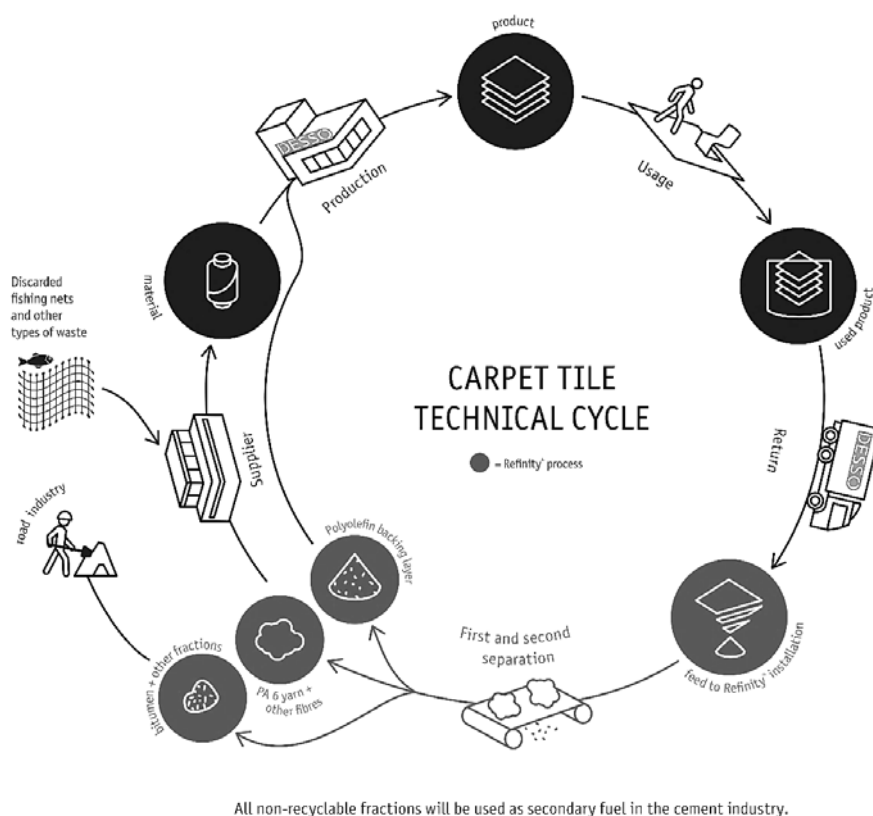 product
DESSO
Production
Usage
material
used product
Discarded
fishing nets
and other
types of waste
CARPET TILE
TECHNICAL CYCLE
= Refinity® process
Supplier
Return
DESSO
road industry
Polyolefin backing layer
First and second
separation
feed to Refinity® installation
bitumen + other fractions
PA 6 yarn +
other fibres
All non-recyclable fractions will be used as secondary fuel in the cement industry.